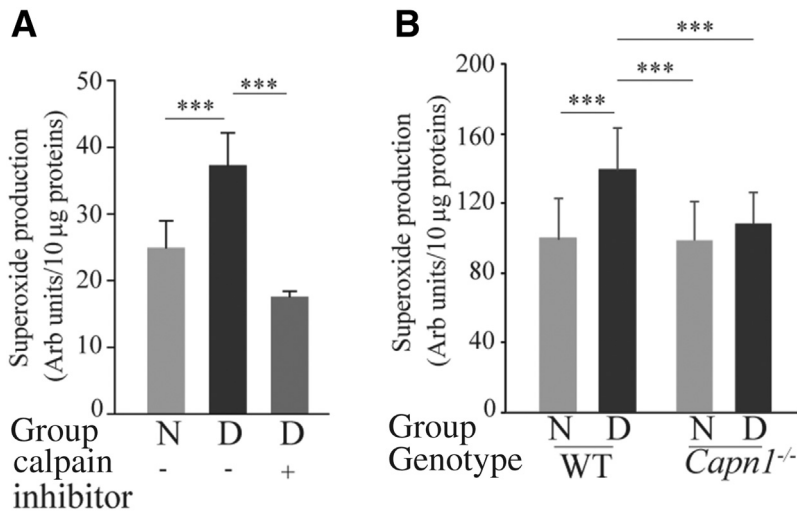 A
Superoxide production
(Arb units/10 µg proteins)
50
40
30
20
10
0
***
***
Group N D D
calpain
inhibitor - - +
B
Superoxide production
(Arb units/10 µg proteins)
200
160
120
80
40
0
***
***
***
Group N D N D
Genotype WT Capn1-/-